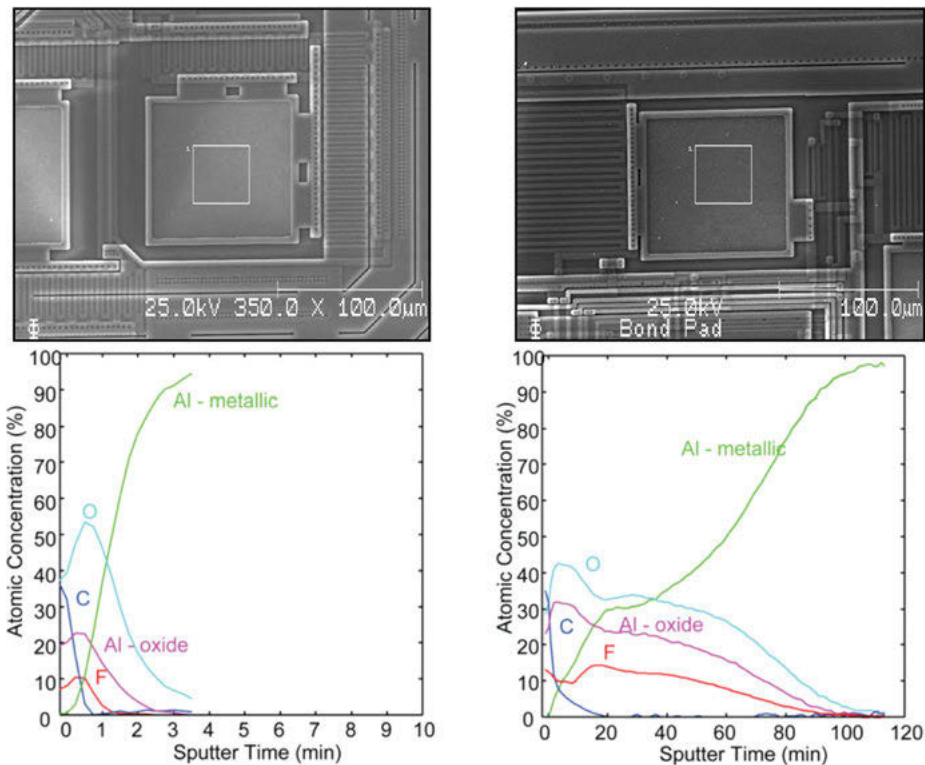 1
25.0kV 350.0 X 100.0µm
1
25.0kV 100.0µm
Bond Pad
100
90
80
70
60
50
40
30
20
10
0
Atomic Concentration (%)
Al - metallic
O
C
Al - oxide
F
0 1 2 3 4 5 6 7 8 9 10
Sputter Time (min)
100
90
80
70
60
50
40
30
20
10
0
Atomic Concentration (%)
Al - metallic
O
C
Al - oxide
F
0 20 40 60 80 100 120
Sputter Time (min)